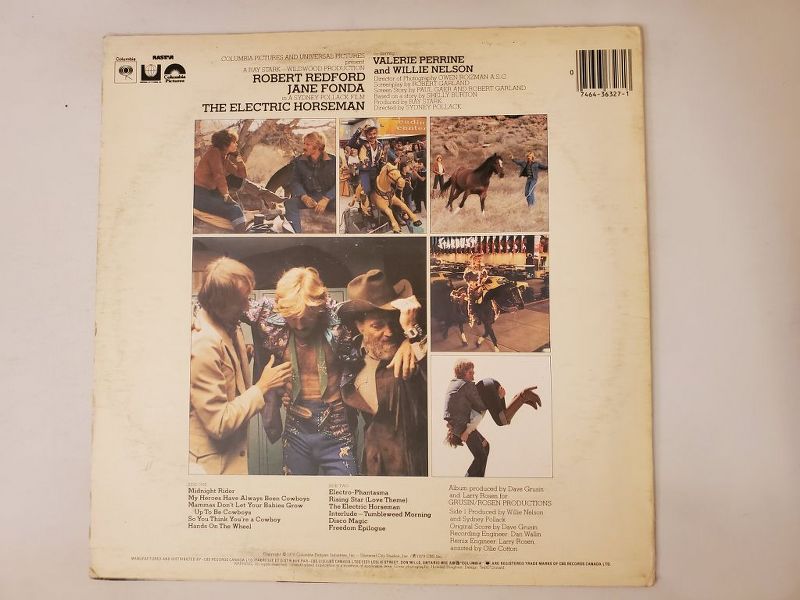 Columbia
RASTAR
Columbia
Pictures
COLUMBIA PICTURES AND UNIVERSAL PICTURES
present
A RAY STARK-WILDWOOD PRODUCTION
ROBERT REDFORD
JANE FONDA
in A SYDNEY POLLACK FILM
THE ELECTRIC HORSEMAN
VALERIE PERRINE
and WILLIE NELSON
Director of Photography OWEN ROIZMAN A.S.C.
Screenplay by ROBERT GARLAND
Screen Story by PAUL GAER AND ROBERT GARLAND
Based on a story by SHELLY BURTON
Produced by RAY STARK
Directed by SYDNEY POLLACK
0
7464-36327-1
SIDE ONE
Midnight Rider
My Heroes Have Always Been Cowboys
Mammas Don't Let Your Babies Grow
Up To Be Cowboys
So You Think You're a Cowboy
Hands On The Wheel
SIDE TWO
Electro-Phantasma
Rising Star (Love Theme)
The Electric Horseman
Interlude-Tumbleweed Morning
Disco Magic
Freedom Epilogue
Album produced by Dave Grusin
and Larry Rosen for
GRUSIN/ROSEN PRODUCTIONS
Side 1 Produced by Willie Nelson
and Sydney Pollack
Original Score by Dave Grusin
Recording Engineer: Dan Wallin
Remix Engineer: Larry Rosen,
assisted by Ollie Cotton